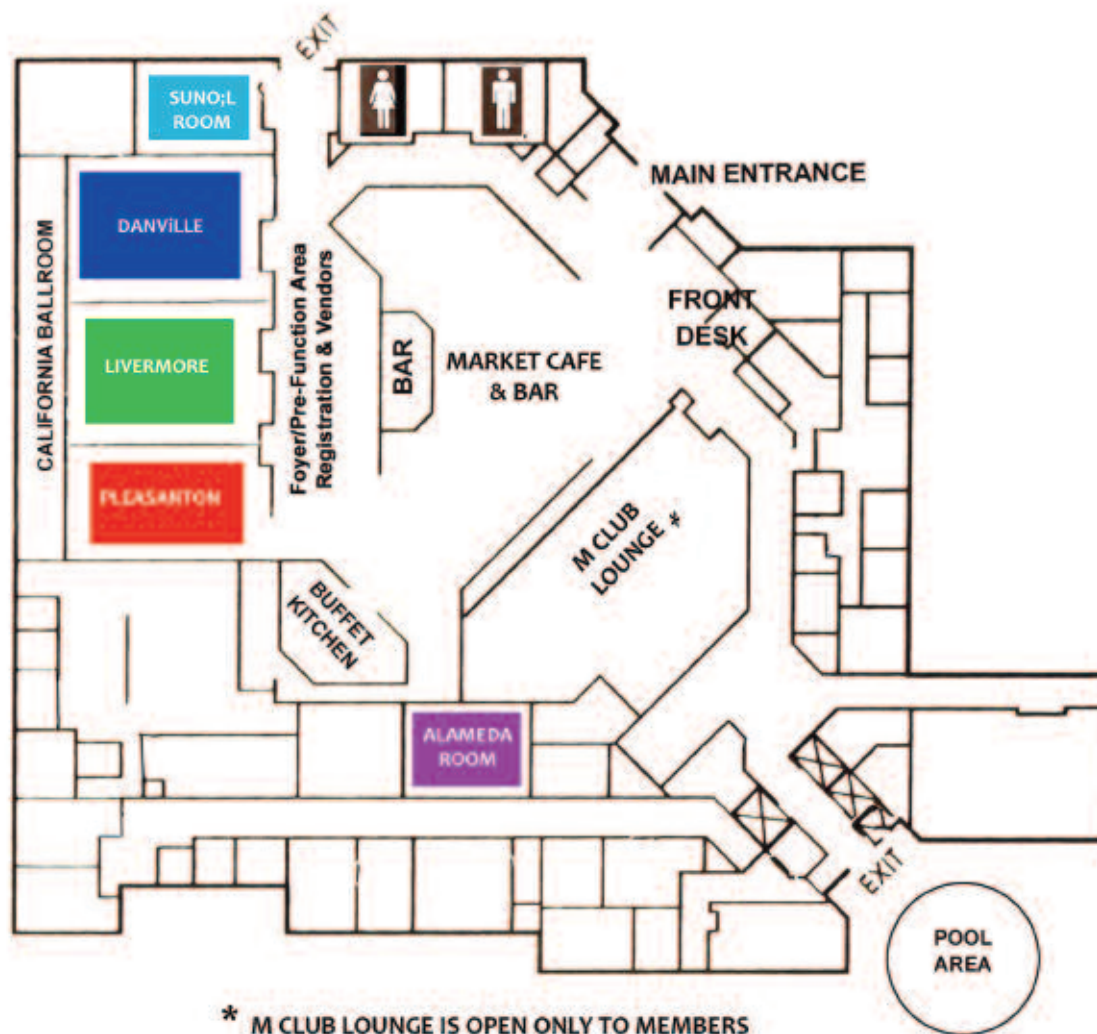 EXIT
SUNO;L
ROOM
MAIN ENTRANCE
DANViLLE
CALIFORNIA BALLROOM
Foyer/Pre-Function Area
Registration & Vendors
FRONT
DESK
LIVERMORE
BAR
MARKET CAFE
& BAR
PLEASANTON
M CLUB
LOUNGE *
BUFFET
KITCHEN
ALAMEDA
ROOM
EXIT
POOL
AREA
* M CLUB LOUNGE IS OPEN ONLY TO MEMBERS